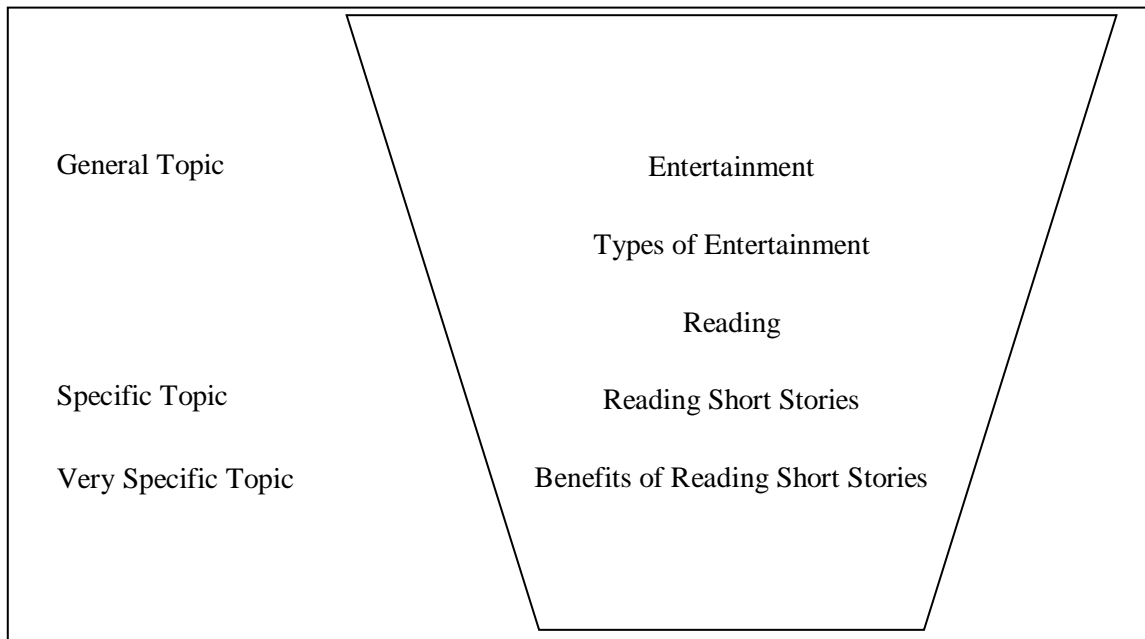 General Topic Entertainment
Types of Entertainment
Reading
Specific Topic Reading Short Stories
Very Specific Topic Benefits of Reading Short Stories